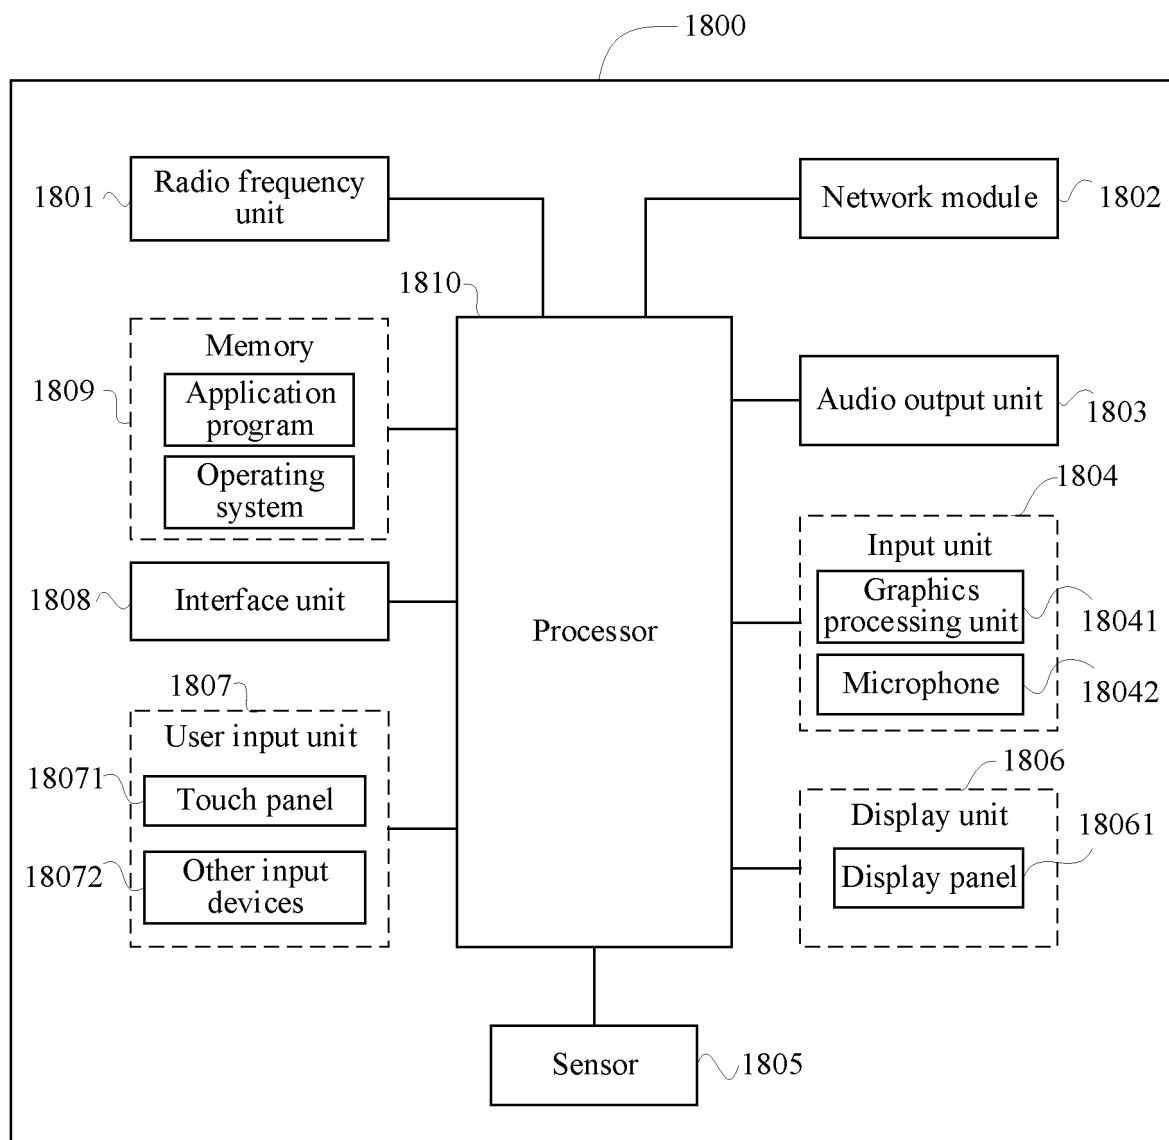 1800
1801
Radio frequency
unit
Network module
1802
1810
Memory
1809
Application
program
Operating
system
Audio output unit
1803
1804
Input unit
Graphics
processing unit
18041
Microphone
18042
1808
Interface unit
Processor
1807
User input unit
18071
Touch panel
18072
Other input
devices
1806
Display unit
18061
Display panel
Sensor
1805